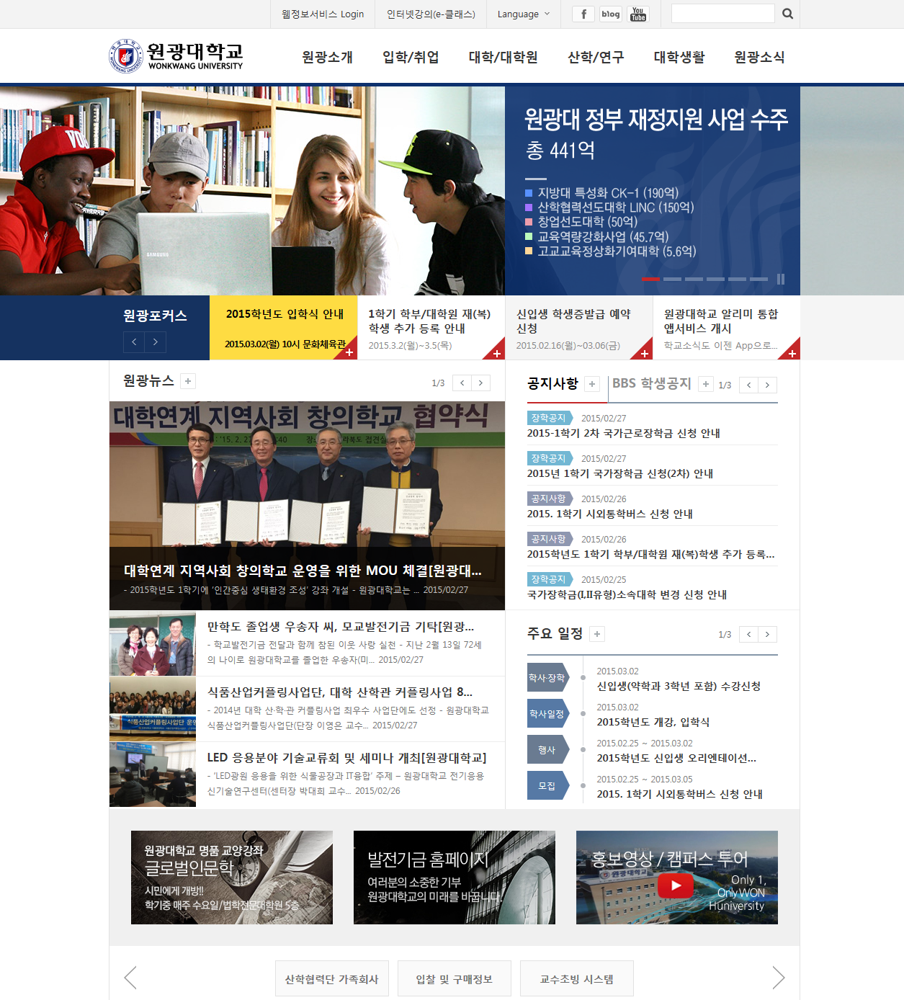 웹정보서비스 Login
인터넷강의(e-클래스)
Language
f
blog
You Tube
원광대학교
WONKWANG UNIVERSITY
원광소개
입학/취업
대학/대학원
산학/연구
대학생활
원광소식
YOU
SAMSUNG
원광대 정부 재정지원 사업 수주
총 441억
지방대 특성화 CK-1 (190억)
산학협력선도대학 LINC (150억)
창업선도대학 (50억)
교육역량강화사업 (45.7억)
고교교육정상화기여대학 (5.6억)
원광포커스
2015학년도 입학식 안내
2015.03.02(월) 10시 문화체육관
1학기 학부/대학원 재(복)
학생 추가 등록 안내
2015.3.2(월)~3.5(목)
신입생 학생증발급 예약
신청
2015.02.16(월)~03.06(금)
원광대학교 알리미 통합
앱서비스 개시
학교소식도 이젠 App으로...
원광뉴스
1/3
대학연계 지역사회 창의학교 협약식
대학연계 지역사회 창의학교 운영을 위한 MOU 체결[원광대...
- 2015학년도 1학기에 '인간중심 생태환경 조성' 강좌 개설 - 원광대학교는 ... 2015/02/27
만학도 졸업생 우송자 씨, 모교발전기금 기탁[원광...
- 학교발전기금 전달과 함께 참된 이웃 사랑 실천 - 지난 2월 13일 72세
의 나이로 원광대학교를 졸업한 우송자(미... 2015/02/27
식품산업커플링사업단, 대학 산학관 커플링사업 8...
- 2014년 대학 산·학·관 커플링사업 최우수 사업단에도 선정 - 원광대학교
식품산업커플링사업단(단장 이영은 교수... 2015/02/27
LED 응용분야 기술교류회 및 세미나 개최[원광대학교]
- 'LED광원 응용을 위한 식물공장과 IT융합' 주제 – 원광대학교 전기응용
신기술연구센터(센터장 박대희 교수... 2015/02/26
공지사항
BBS 학생공지
1/3
장학공지 2015/02/27
2015-1학기 2차 국가근로장학금 신청 안내
장학공지 2015/02/27
2015년 1학기 국가장학금 신청(2차) 안내
공지사항 2015/02/26
2015. 1학기 시외통학버스 신청 안내
공지사항 2015/02/26
2015학년도 1학기 학부/대학원 재(복)학생 추가 등록...
장학공지 2015/02/25
국가장학금(I,II유형)소속대학 변경 신청 안내
주요 일정
1/3
학사·장학
2015.03.02
신입생(약학과 3학년 포함) 수강신청
학사일정
2015.03.02
2015학년도 개강, 입학식
행사
2015.02.25 ~ 2015.03.02
2015학년도 신입생 오리엔테이션...
모집
2015.02.25 ~ 2015.03.05
2015. 1학기 시외통학버스 신청 안내
원광대학교 명품 교양강좌
글로벌인문학
시민에게 개방!!
학기중 매주 수요일/법학전문대학원 5층
발전기금 홈페이지
여러분의 소중한 기부
원광대학교의 미래를 바꿉니다.
홍보영상 / 캠퍼스 투어
원광대학교
Only 1,
Only WON
Huniversity
산학협력단 가족회사
입찰 및 구매정보
교수초빙 시스템